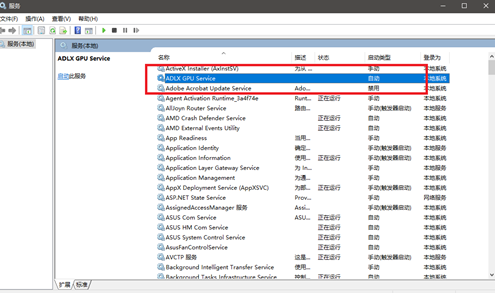 服务
文件(F) 操作(A) 查看(V) 帮助(H)
服务(本地)
服务(本地)
ADLX GPU Service
启动此服务
名称 描述 状态 启动类型 登录为
ActiveX Installer (AxInstSV) 为从 ... 手动 本地系统
ADLX GPU Service 自动 本地系统
Adobe Acrobat Update Service Ado... 禁用 本地系统
Agent Activation Runtime_3a4f74e Runt... 正在运行 手动 本地系统
AllJoyn Router Service 路由... 手动(触发器启动) 本地服务
AMD Crash Defender Service 正在运行 自动 本地系统
AMD External Events Utility 正在运行 自动 本地系统
App Readiness 当用... 手动 本地系统
Application Identity 确定... 手动(触发器启动) 本地服务
Application Information 使用... 正在运行 手动(触发器启动) 本地系统
Application Layer Gateway Service 为 In... 手动 本地服务
Application Management 为通... 手动 本地系统
AppX Deployment Service (AppXSVC) 为部... 正在运行 手动(触发器启动) 本地系统
ASP.NET State Service Prov... 手动 网络服务
AssignedAccessManager 服务 Assi... 手动(触发器启动) 本地系统
ASUS Com Service ASU... 正在运行 自动 本地系统
ASUS HM Com Service 正在运行 自动 本地系统
ASUS System Control Service 正在运行 自动 本地系统
AsusFanControlService 正在运行 自动 本地系统
AVCTP 服务 这是... 正在运行 手动(触发器启动) 本地服务
Background Intelligent Transfer Service 使用... 手动 本地系统
Background Tasks Infrastructure Service 控制... 正在运行 自动 本地系统
扩展 标准